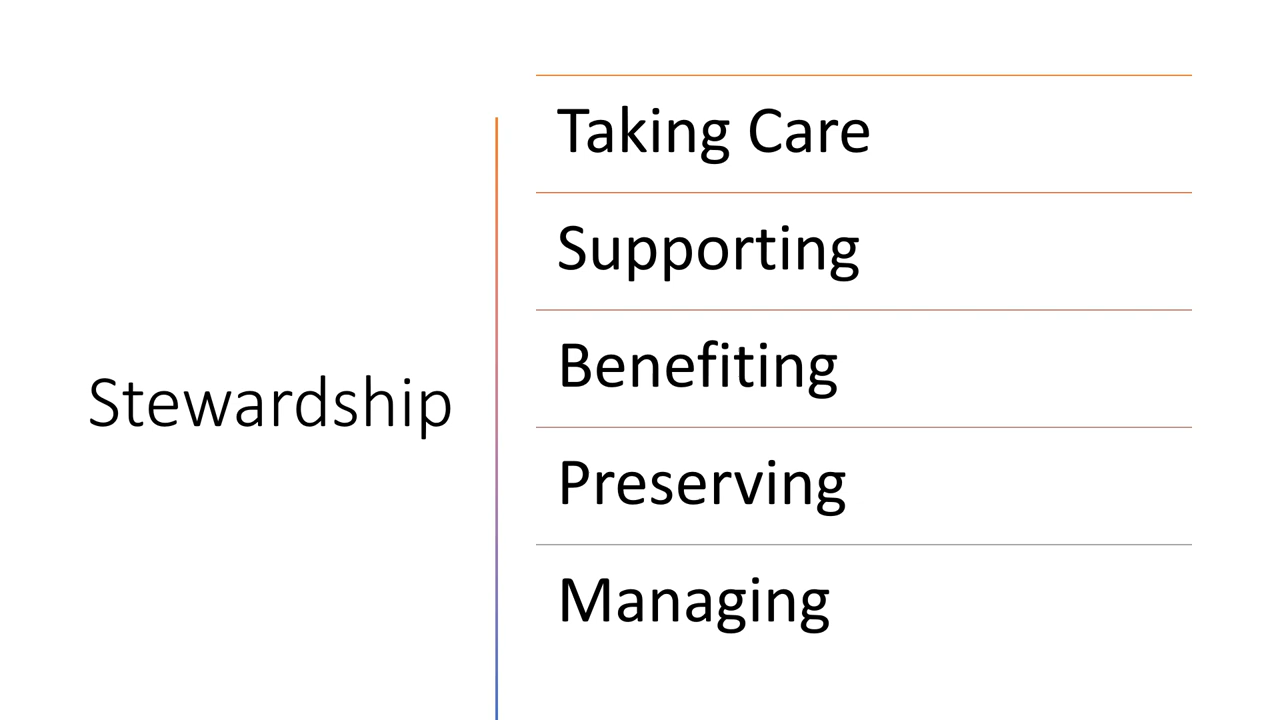 Stewardship
Taking Care
Supporting
Benefiting
Preserving
Managing